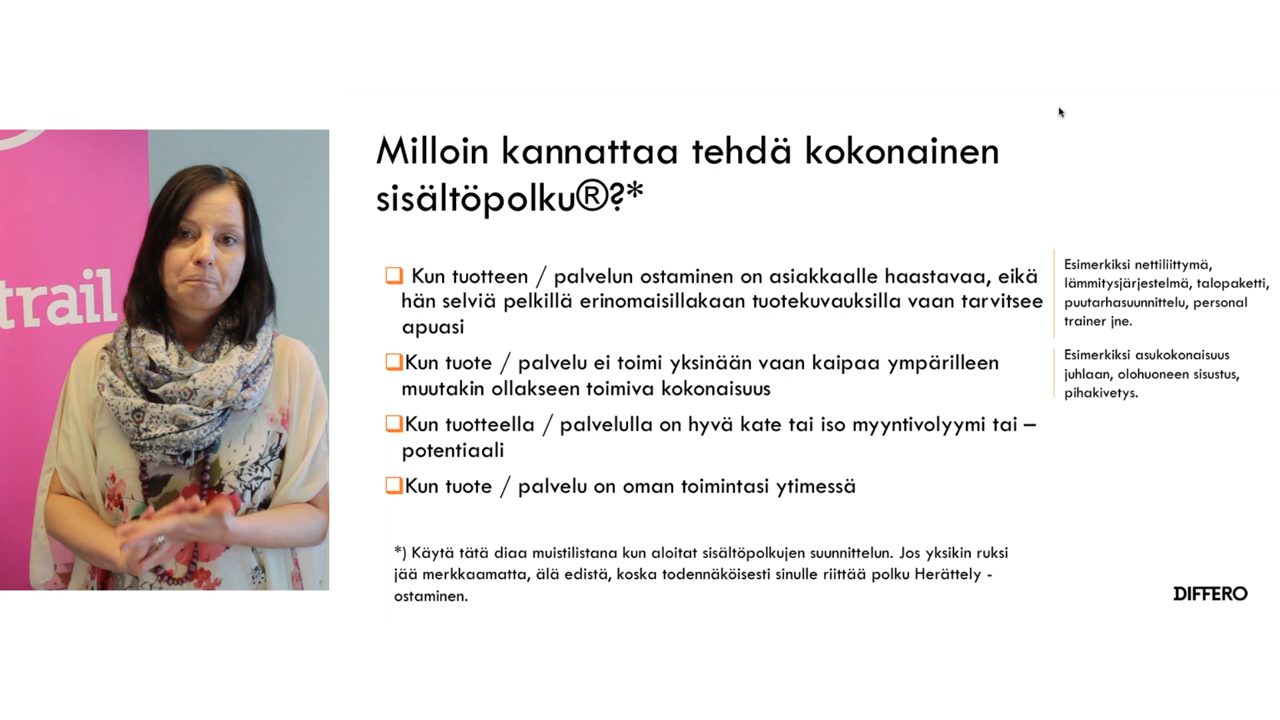 trail
Milloin kannattaa tehdä kokonainen
sisältöpolku®?*
Kun tuotteen / palvelun ostaminen on asiakkaalle haastavaa, eikä
hän selviä pelkillä erinomaisillakaan tuotekuvauksilla vaan tarvitsee
apuasi
Kun tuote / palvelu ei toimi yksinään vaan kaipaa ympärilleen
muutakin ollakseen toimiva kokonaisuus
Kun tuotteella / palvelulla on hyvä kate tai iso myyntivolyymi tai –
potentiaali
Kun tuote / palvelu on oman toimintasi ytimessä
Esimerkiksi nettiliittymä,
lämmitysjärjestelmä, talopaketti,
puutarhasuunnittelu, personal
trainer jne.
Esimerkiksi asukokonaisuus
juhlaan, olohuoneen sisustus,
pihakivetys.
*) Käytä tätä diaa muistilistana kun aloitat sisältöpolkujen suunnittelun. Jos yksikin ruksi
jää merkkaamatta, älä edistä, koska todennäköisesti sinulle riittää polku Herättely -
ostaminen.
DIFFERO